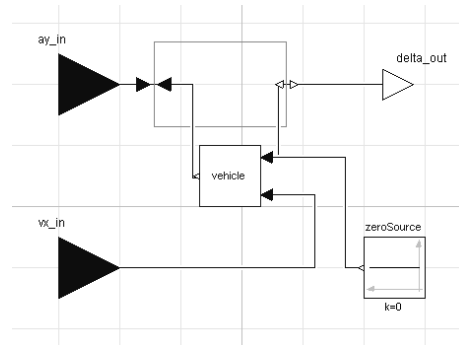 ay_in
delta_out
vehicle
vx_in
zeroSource
k=0